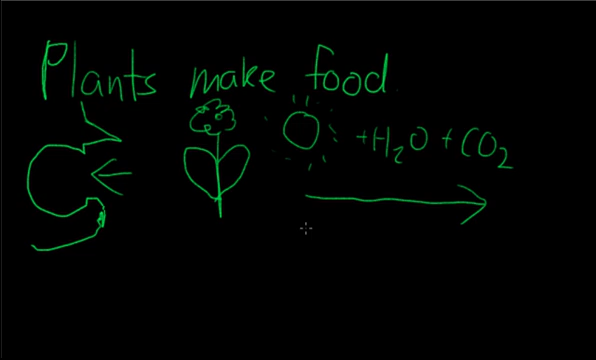 Plants make food.
+ H₂O + CO₂